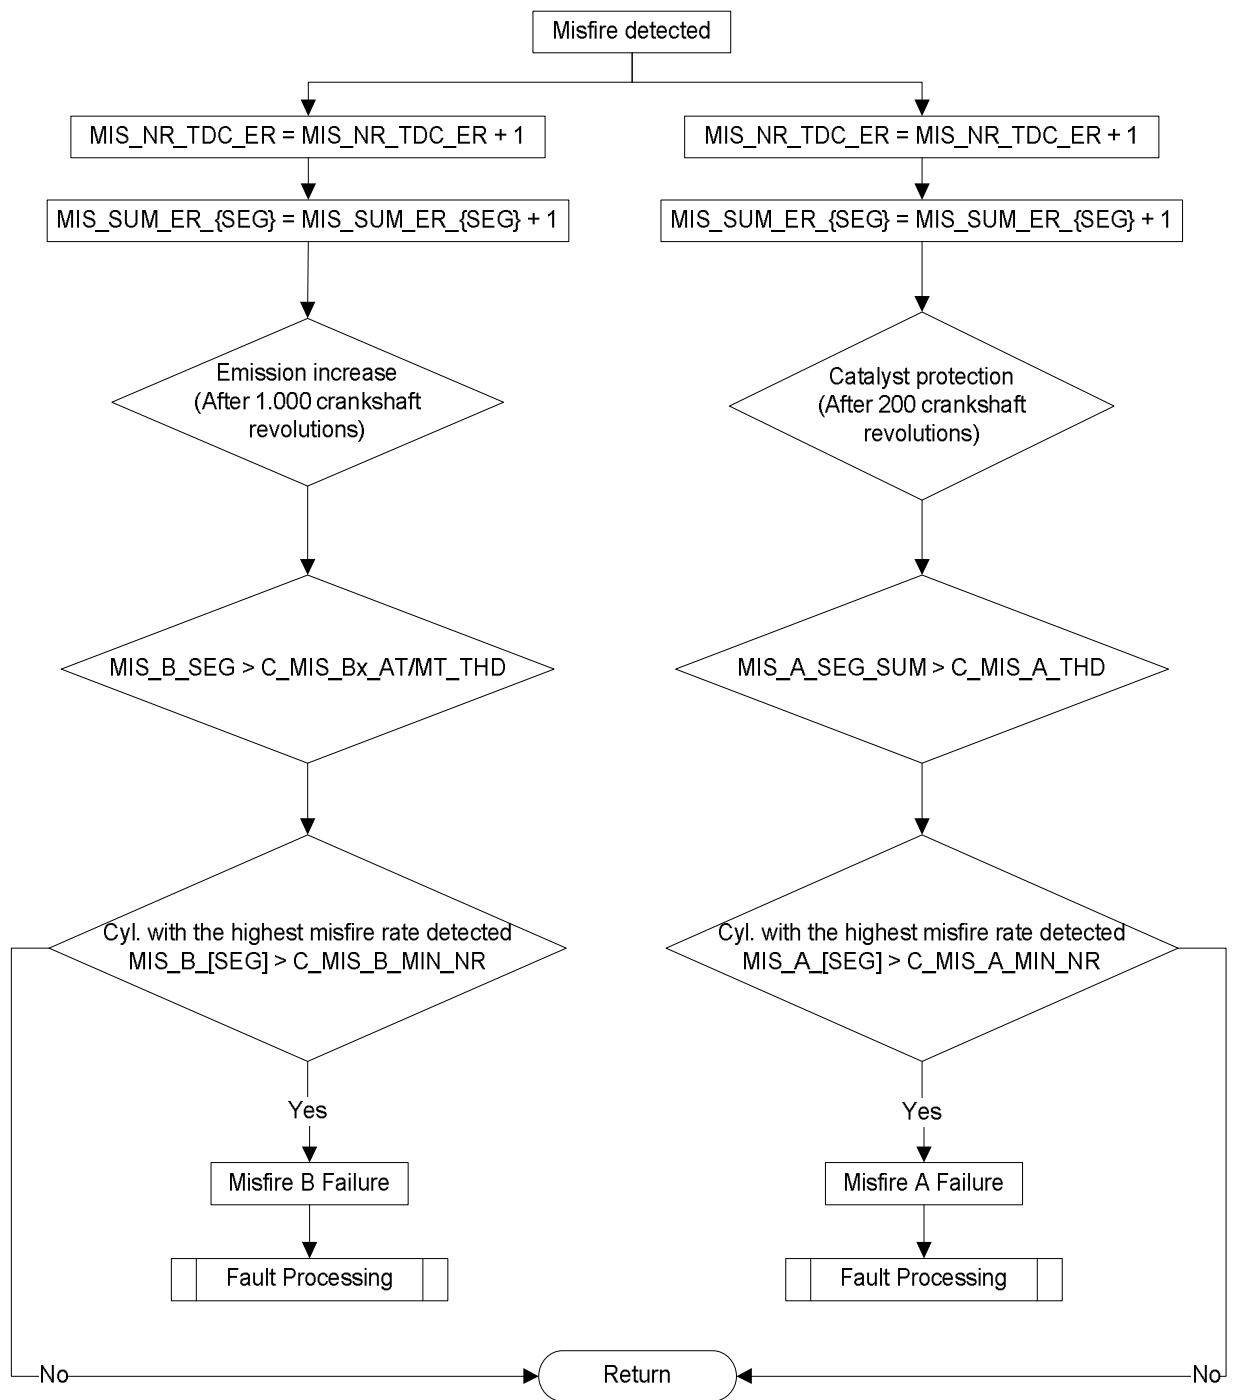 Misfire detected
MIS_NR_TDC_ER = MIS_NR_TDC_ER + 1
MIS_SUM_ER_{SEG} = MIS_SUM_ER_{SEG} + 1
Emission increase
(After 1.000 crankshaft
revolutions)
MIS_B_SEG > C_MIS_Bx_AT/MT_THD
Cyl. with the highest misfire rate detected
MIS_B_[SEG] > C_MIS_B_MIN_NR
Yes
Misfire B Failure
Fault Processing
No
MIS_NR_TDC_ER = MIS_NR_TDC_ER + 1
MIS_SUM_ER_{SEG} = MIS_SUM_ER_{SEG} + 1
Catalyst protection
(After 200 crankshaft
revolutions)
MIS_A_SEG_SUM > C_MIS_A_THD
Cyl. with the highest misfire rate detected
MIS_A_[SEG] > C_MIS_A_MIN_NR
Yes
Misfire A Failure
Fault Processing
No
Return